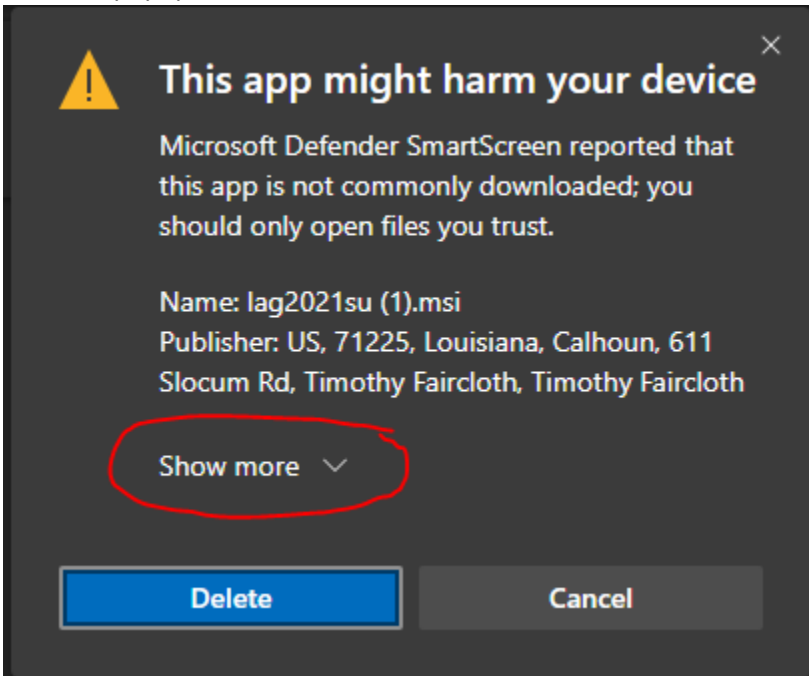 This app might harm your device
Microsoft Defender SmartScreen reported that
this app is not commonly downloaded; you
should only open files you trust.
Name: lag2021su (1).msi
Publisher: US, 71225, Louisiana, Calhoun, 611
Slocum Rd, Timothy Faircloth, Timothy Faircloth
Show more
Delete
Cancel